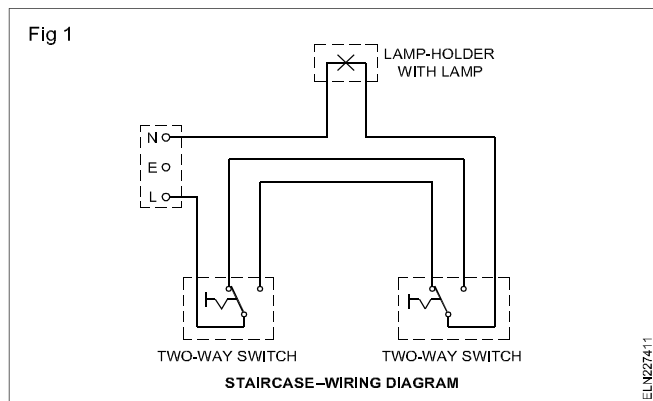 Fig 1
LAMP-HOLDER
WITH LAMP
N
E
L
TWO-WAY SWITCH
TWO-WAY SWITCH
STAIRCASE–WIRING DIAGRAM
ELN227411